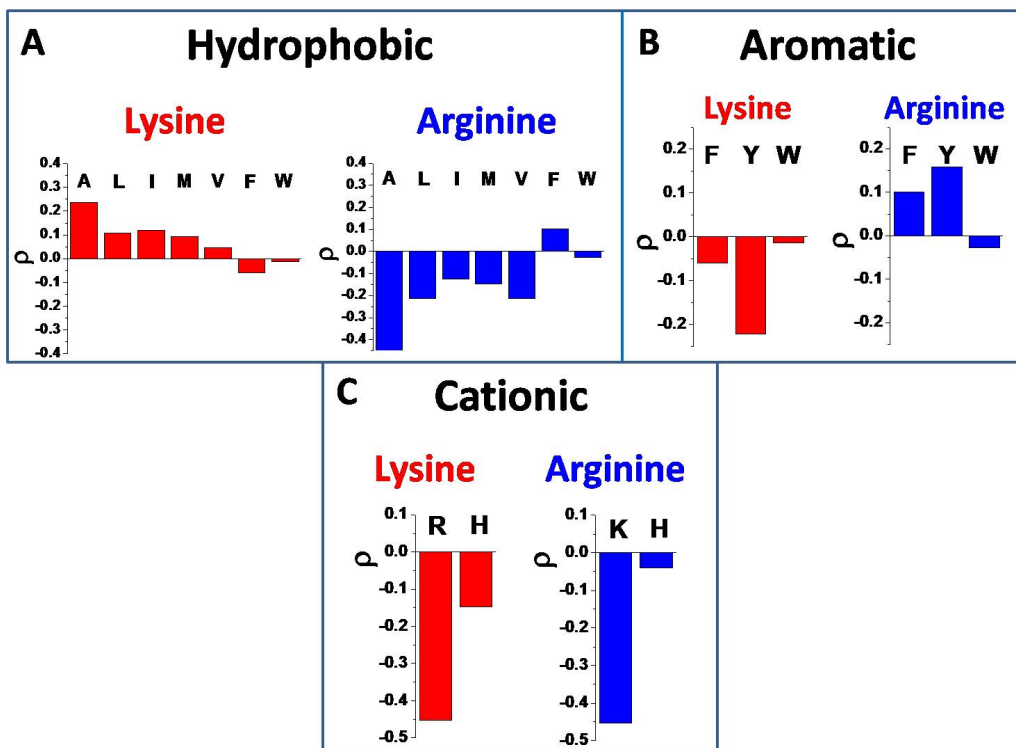 A Hydrophobic
Lysine
Arginine
ρ
0.4
0.3
0.2
0.1
0.0
-0.1
-0.2
-0.3
-0.4
A L I M V F W
ρ
0.4
0.3
0.2
0.1
0.0
-0.1
-0.2
-0.3
-0.4
A L I M V F W
B Aromatic
Lysine
Arginine
ρ
0.2
0.1
0.0
-0.1
-0.2
F Y W
ρ
0.2
0.1
0.0
-0.1
-0.2
F Y W
C Cationic
Lysine
Arginine
ρ
0.1
0.0
-0.1
-0.2
-0.3
-0.4
-0.5
R H
ρ
0.1
0.0
-0.1
-0.2
-0.3
-0.4
-0.5
K H